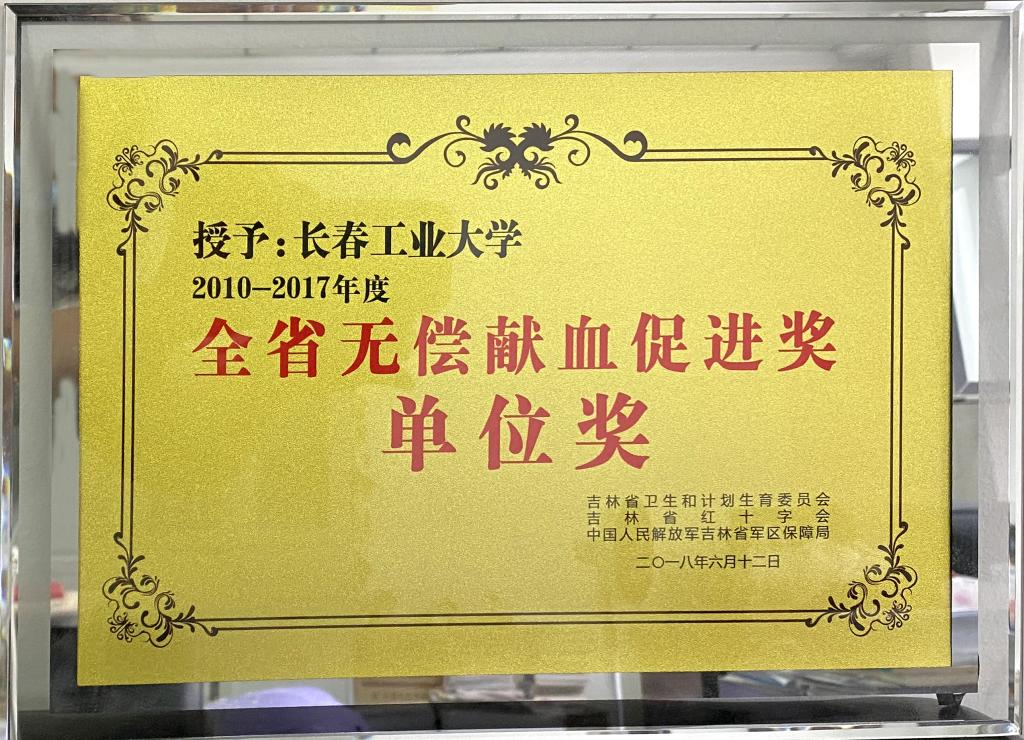 授予：长春工业大学
2010-2017年度
全省无偿献血促进奖
单位奖
吉林省卫生和计划生育委员会
吉林省红十字会
中国人民解放军吉林省军区保障局
二〇一八年六月十二日